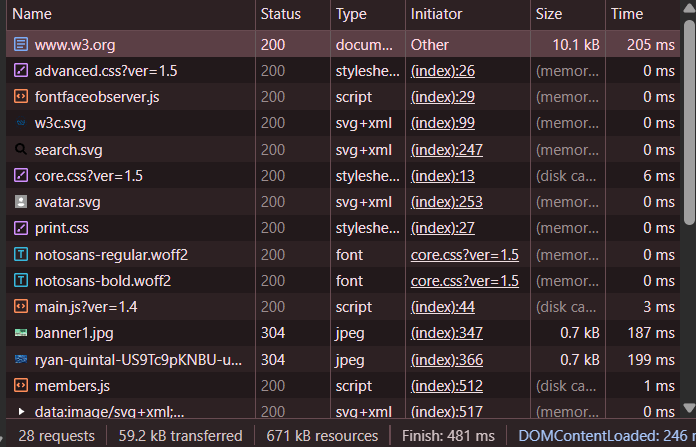 Name Status Type Initiator Size Time
www.w3.org 200 docum... Other 10.1 kB 205 ms
advanced.css?ver=1.5 200 styleshe... (index):26 (memor... 0 ms
fontfaceobserver.js 200 script (index):29 (memor... 0 ms
w3c.svg 200 svg+xml (index):99 (memor... 0 ms
search.svg 200 svg+xml (index):247 (memor... 0 ms
core.css?ver=1.5 200 styleshe... (index):13 (disk ca... 6 ms
avatar.svg 200 svg+xml (index):253 (memor... 0 ms
print.css 200 styleshe... (index):27 (memor... 0 ms
notosans-regular.woff2 200 font core.css?ver=1.5 (memor... 0 ms
notosans-bold.woff2 200 font core.css?ver=1.5 (memor... 0 ms
main.js?ver=1.4 200 script (index):44 (disk ca... 3 ms
banner1.jpg 304 jpeg (index):347 0.7 kB 187 ms
ryan-quintal-US9Tc9pKNBU-u... 304 jpeg (index):366 0.7 kB 199 ms
members.js 200 script (index):512 (disk ca... 1 ms
data:image/svg+xml;... 200 svg+xml (index):517 (memor... 0 ms
28 requests 59.2 kB transferred 671 kB resources Finish: 481 ms DOMContentLoaded: 246